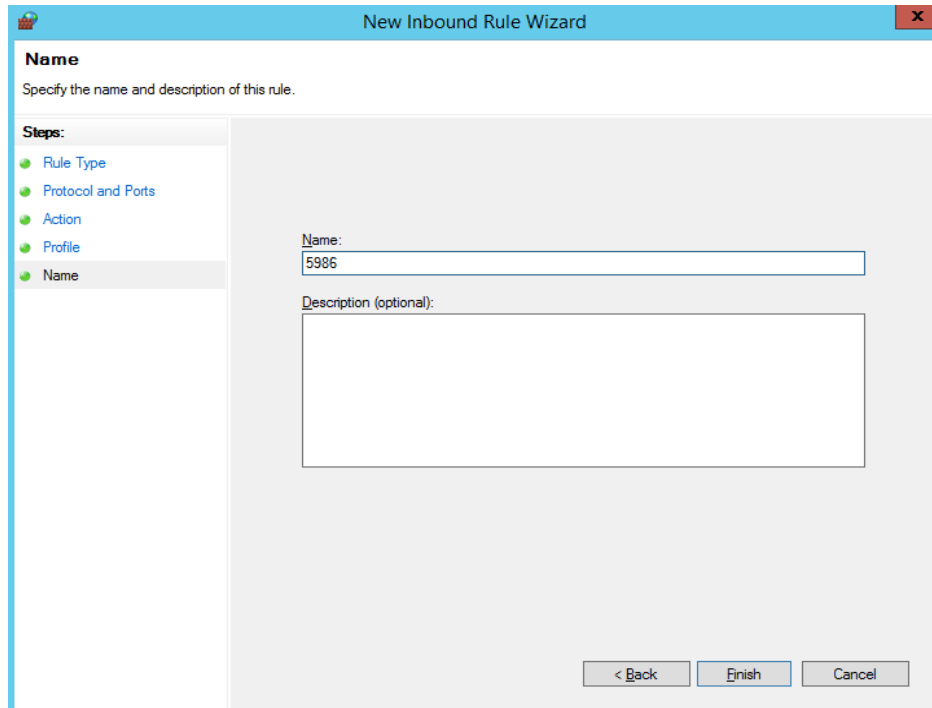 New Inbound Rule Wizard
x
Name
Specify the name and description of this rule.
Steps:
Rule Type
Protocol and Ports
Action
Profile
Name
Name:
5986
Description (optional):
< Back
Finish
Cancel